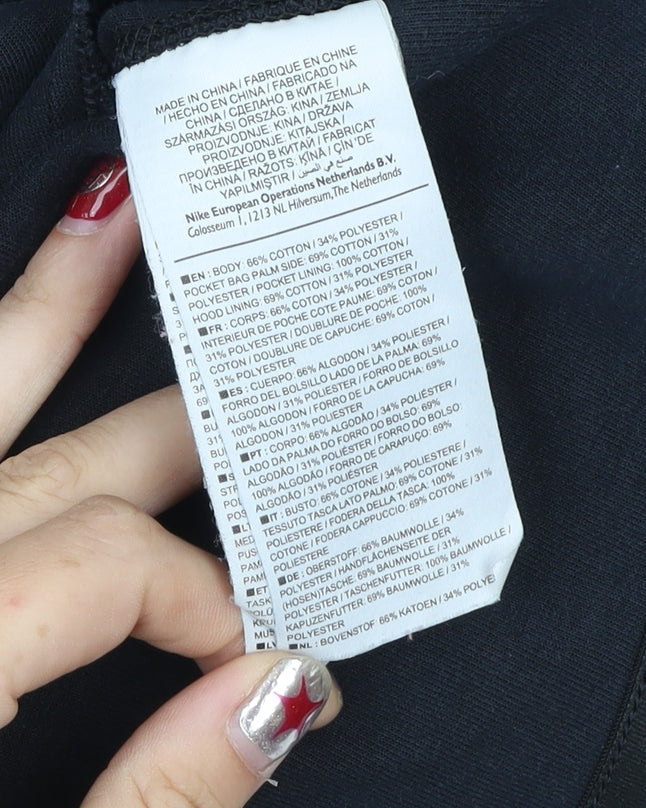 MADE IN CHINA / FABRIQUE EN CHINE
/ HECHO EN CHINA / FABRICADO NA
CHINA / СДЕЛАНО В КИТАЕ /
SZÁRMAZÁSI ORSZÁG: KÍNA / ZEMLJA
PROIZVODNJE: KINA / DRŽAVA
PROIZVODNJE: KITAJSKA /
ПРОИЗВЕДЕНО В КИТАЙ / FABRICAT
ÎN CHINA / RAŽOTS: ĶĪNA / ÇİN 'DE
YAPILMIŞTIR / صنع في الصين
Nike European Operations Netherlands B.V.
Colosseum 1, 1213 NL Hilversum, The Netherlands
■EN : BODY: 66% COTTON / 34% POLYESTER /
POCKET BAG PALM SIDE: 69% COTTON / 31%
POLYESTER / POCKET LINING: 100% COTTON /
HOOD LINING: 69% COTTON / 31% POLYESTER
■FR : CORPS: 66% COTON / 34% POLYESTER /
INTERIEUR DE POCHE COTE PAUME: 69% COTON /
31% POLYESTER / DOUBLURE DE POCHE: 100%
COTON / DOUBLURE DE CAPUCHE: 69% COTON /
31% POLYESTER
■ES : CUERPO: 66% ALGODON / 34% POLIESTER /
FORRO DEL BOLSILLO LADO DE LA PALMA: 69%
ALGODON / 31% POLIESTER / FORRO DE BOLSILLO
100% ALGODON / FORRO DE LA CAPUCHA: 69%
ALGODON / 31% POLIESTER
■PT : CORPO: 66% ALGODÃO / 34% POLIÉSTER /
LADO DA PALMA DO FORRO DO BOLSO: 69%
ALGODÃO / 31% POLIÉSTER / FORRO DO BOLSO:
100% ALGODÃO / FORRO DE CARAPUÇO: 69%
ALGODÃO / 31% POLIÉSTER
■IT : BUSTO: 66% COTONE / 34% POLIESTERE /
TESSUTO TASCA LATO PALMO: 69% COTONE / 31%
POLIESTERE / FODERA DELLA TASCA: 100%
COTONE / FODERA CAPPUCCIO: 69% COTONE / 31%
POLIESTERE
■DE : OBERSTOFF: 66% BAUMWOLLE / 34%
POLYESTER / HANDFLÄCHENSEITE DER
(HOSEN)TASCHE: 69% BAUMWOLLE / 31%
POLYESTER / TASCHENFUTTER: 100% BAUMWOLLE /
KAPUZENFUTTER: 69% BAUMWOLLE / 31%
POLYESTER
■NL : BOVENSTOF: 66% KATOEN / 34% POLYE